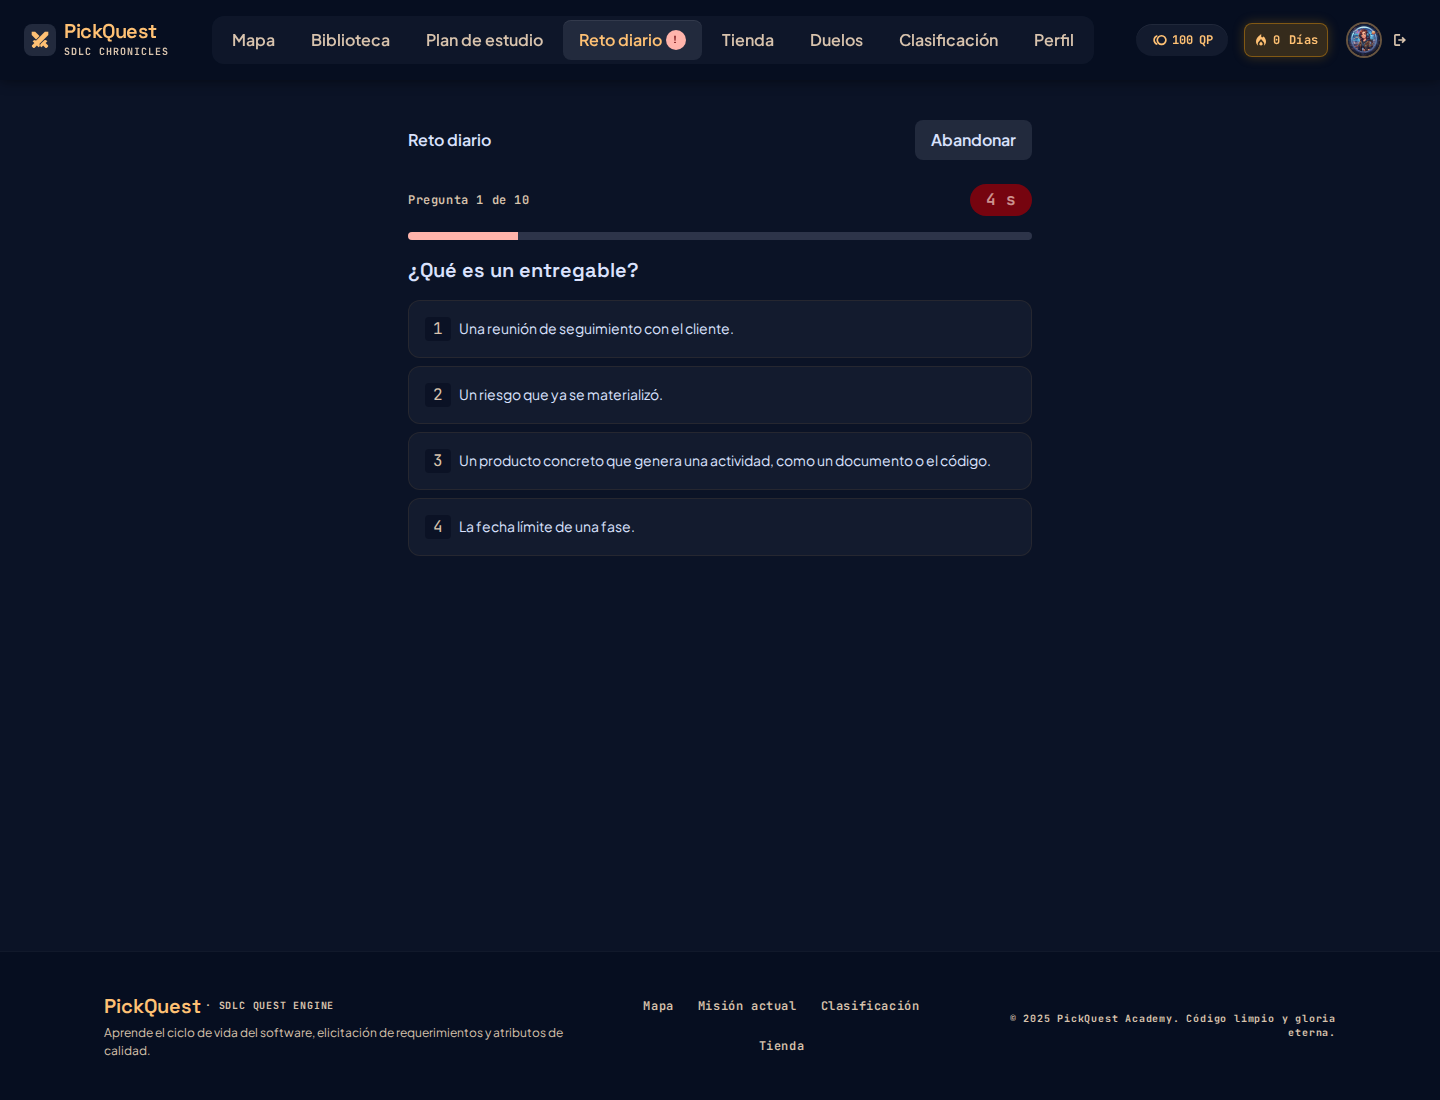 PickQuest
SDLC CHRONICLES
Mapa
Biblioteca
Plan de estudio
Reto diario !
Tienda
Duelos
Clasificación
Perfil
100 QP
0 Días
Reto diario
Abandonar
Pregunta 1 de 10
4 s
¿Qué es un entregable?
1 Una reunión de seguimiento con el cliente.
2 Un riesgo que ya se materializó.
3 Un producto concreto que genera una actividad, como un documento o el código.
4 La fecha límite de una fase.
PickQuest · SDLC QUEST ENGINE
Aprende el ciclo de vida del software, elicitación de requerimientos y atributos de
calidad.
Mapa
Misión actual
Clasificación
Tienda
© 2025 PickQuest Academy. Código limpio y gloria
eterna.